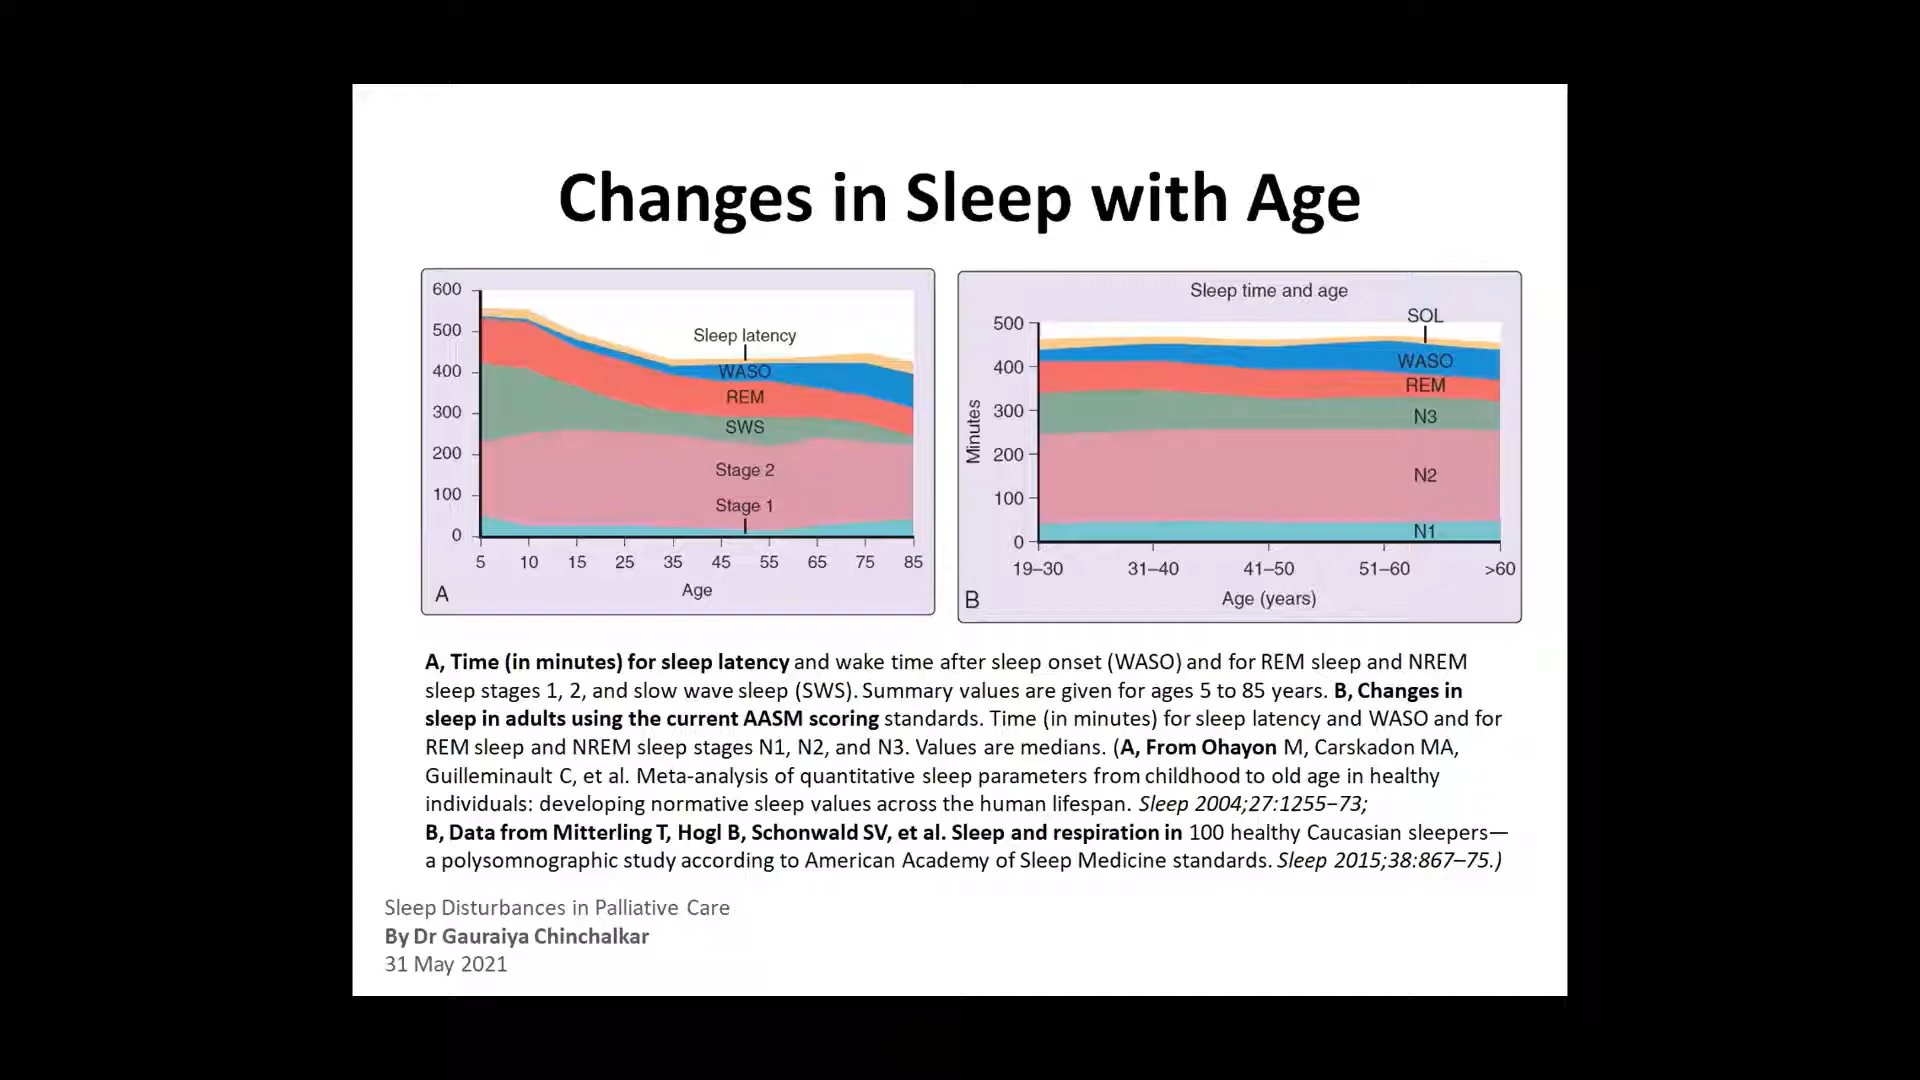 Changes in Sleep with Age
600
500
400
300
200
100
0
Sleep latency
WASO
REM
SWS
Stage 2
Stage 1
5 10 15 25 35 45 55 65 75 85
Age
A
Sleep time and age
SOL
500
400
300
200
100
0
Minutes
WASO
REM
N3
N2
N1
19–30 31–40 41–50 51–60 >60
Age (years)
B
A, Time (in minutes) for sleep latency and wake time after sleep onset (WASO) and for REM sleep and NREM
sleep stages 1, 2, and slow wave sleep (SWS). Summary values are given for ages 5 to 85 years. B, Changes in
sleep in adults using the current AASM scoring standards. Time (in minutes) for sleep latency and WASO and for
REM sleep and NREM sleep stages N1, N2, and N3. Values are medians. (A, From Ohayon M, Carskadon MA,
Guilleminault C, et al. Meta-analysis of quantitative sleep parameters from childhood to old age in healthy
individuals: developing normative sleep values across the human lifespan. Sleep 2004;27:1255–73;
B, Data from Mitterling T, Hogl B, Schonwald SV, et al. Sleep and respiration in 100 healthy Caucasian sleepers—
a polysomnographic study according to American Academy of Sleep Medicine standards. Sleep 2015;38:867–75.)
Sleep Disturbances in Palliative Care
By Dr Gauraiya Chinchalkar
31 May 2021